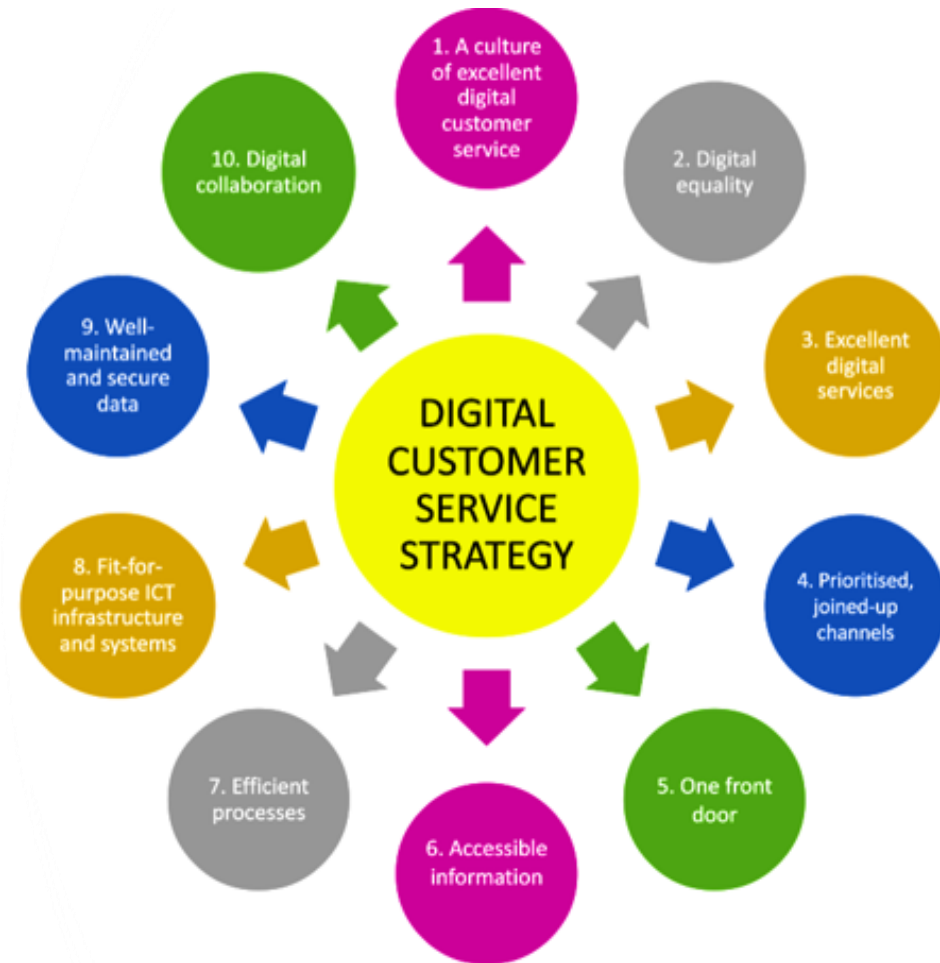 1. A culture
of excellent
digital
customer
service
2. Digital
equality
3. Excellent
digital
services
4. Prioritised,
joined-up
channels
5. One front
door
6. Accessible
information
7. Efficient
processes
8. Fit-for-
purpose ICT
infrastructure
and systems
9. Well-
maintained
and secure
data
10. Digital
collaboration
DIGITAL
CUSTOMER
SERVICE
STRATEGY